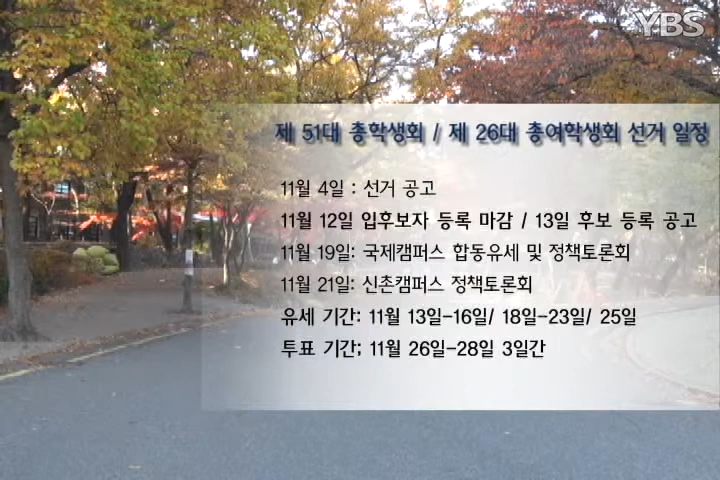 YBS
제 51대 총학생회 / 제 26대 총여학생회 선거 일정
11월 4일 : 선거 공고
11월 12일 입후보자 등록 마감 / 13일 후보 등록 공고
11월 19일: 국제캠퍼스 합동유세 및 정책토론회
11월 21일: 신촌캠퍼스 정책토론회
유세 기간: 11월 13일-16일/ 18일-23일/ 25일
투표 기간; 11월 26일-28일 3일간